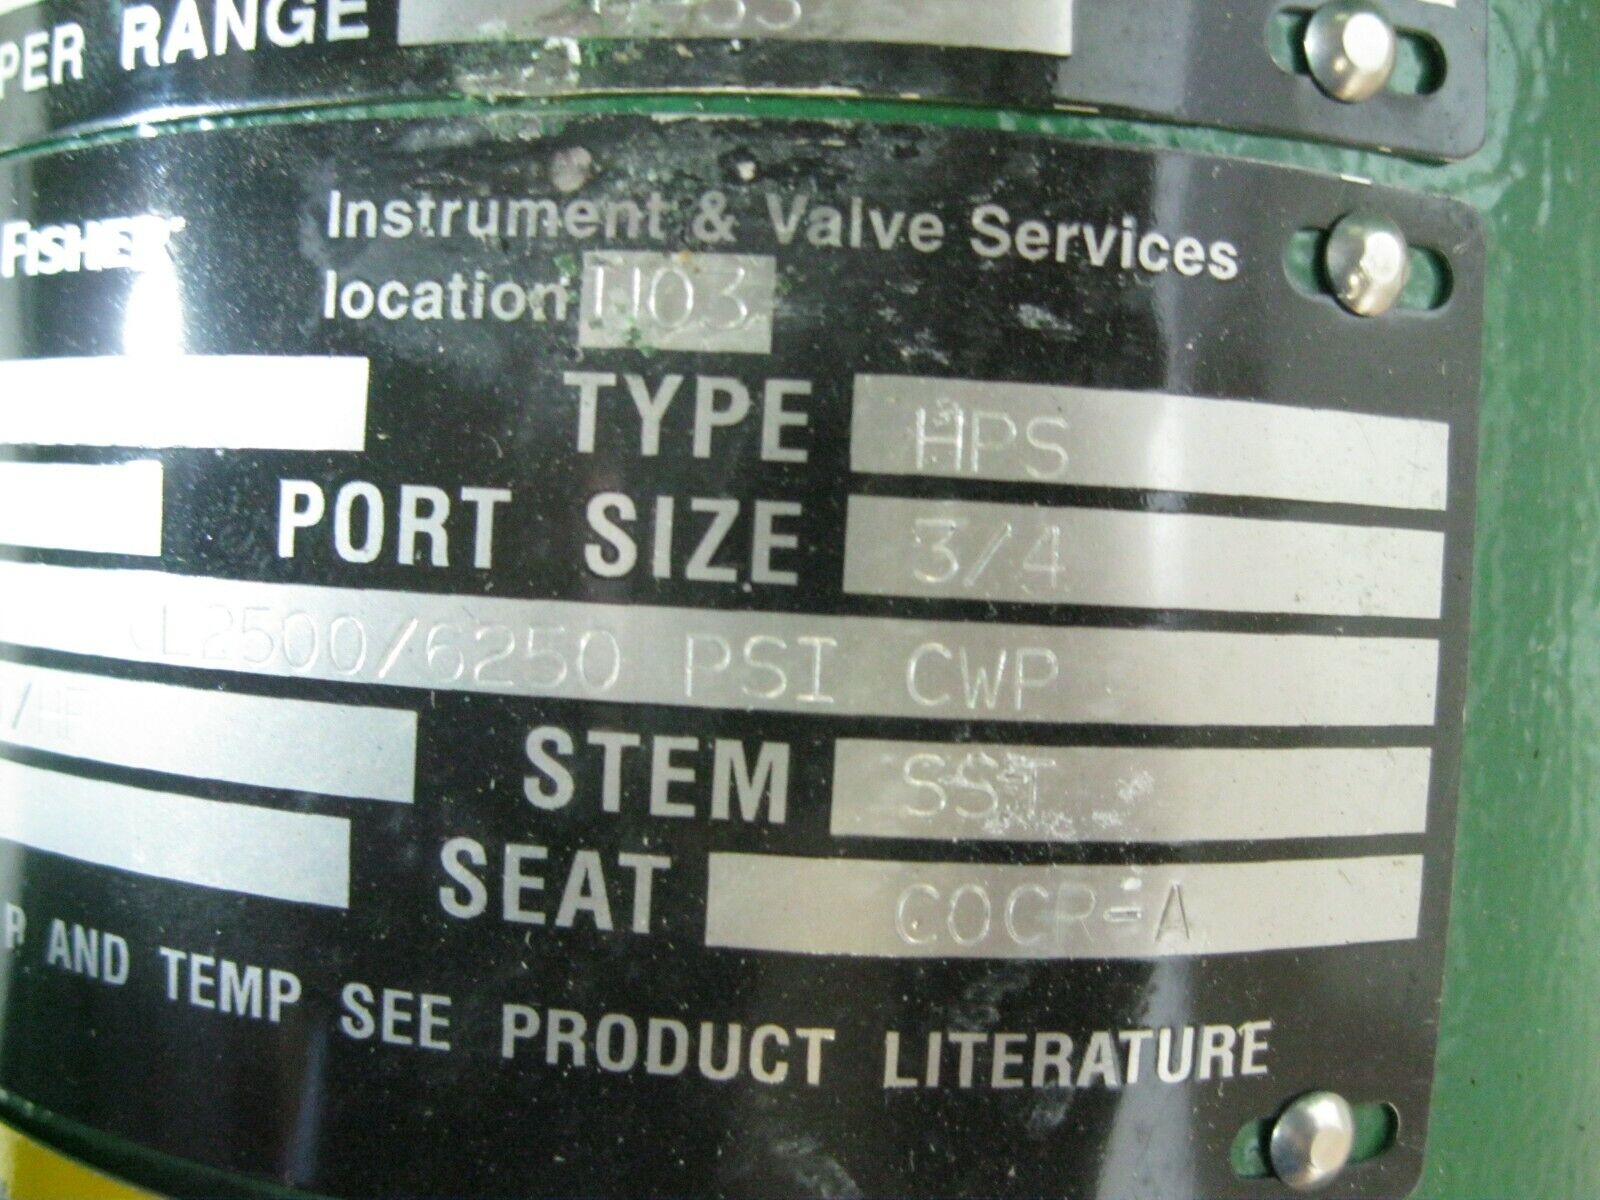 PER RANGE
FISHER Instrument & Valve Services
location U03
TYPE HPS
PORT SIZE 3/4
CL2500/6250 PSI CWP
STEM SST
SEAT COCR-A
AND TEMP SEE PRODUCT LITERATURE